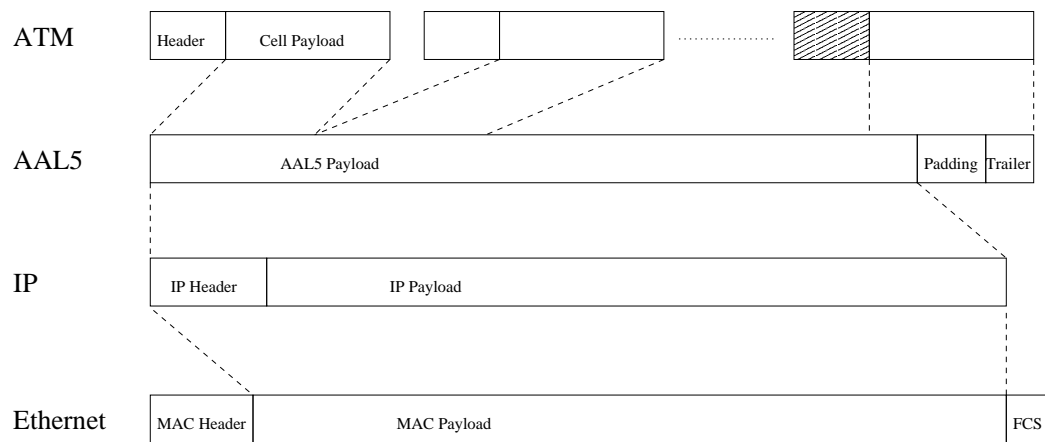 ATM
Header
Cell Payload
AAL5
AAL5 Payload
Padding
Trailer
IP
IP Header
IP Payload
Ethernet
MAC Header
MAC Payload
FCS